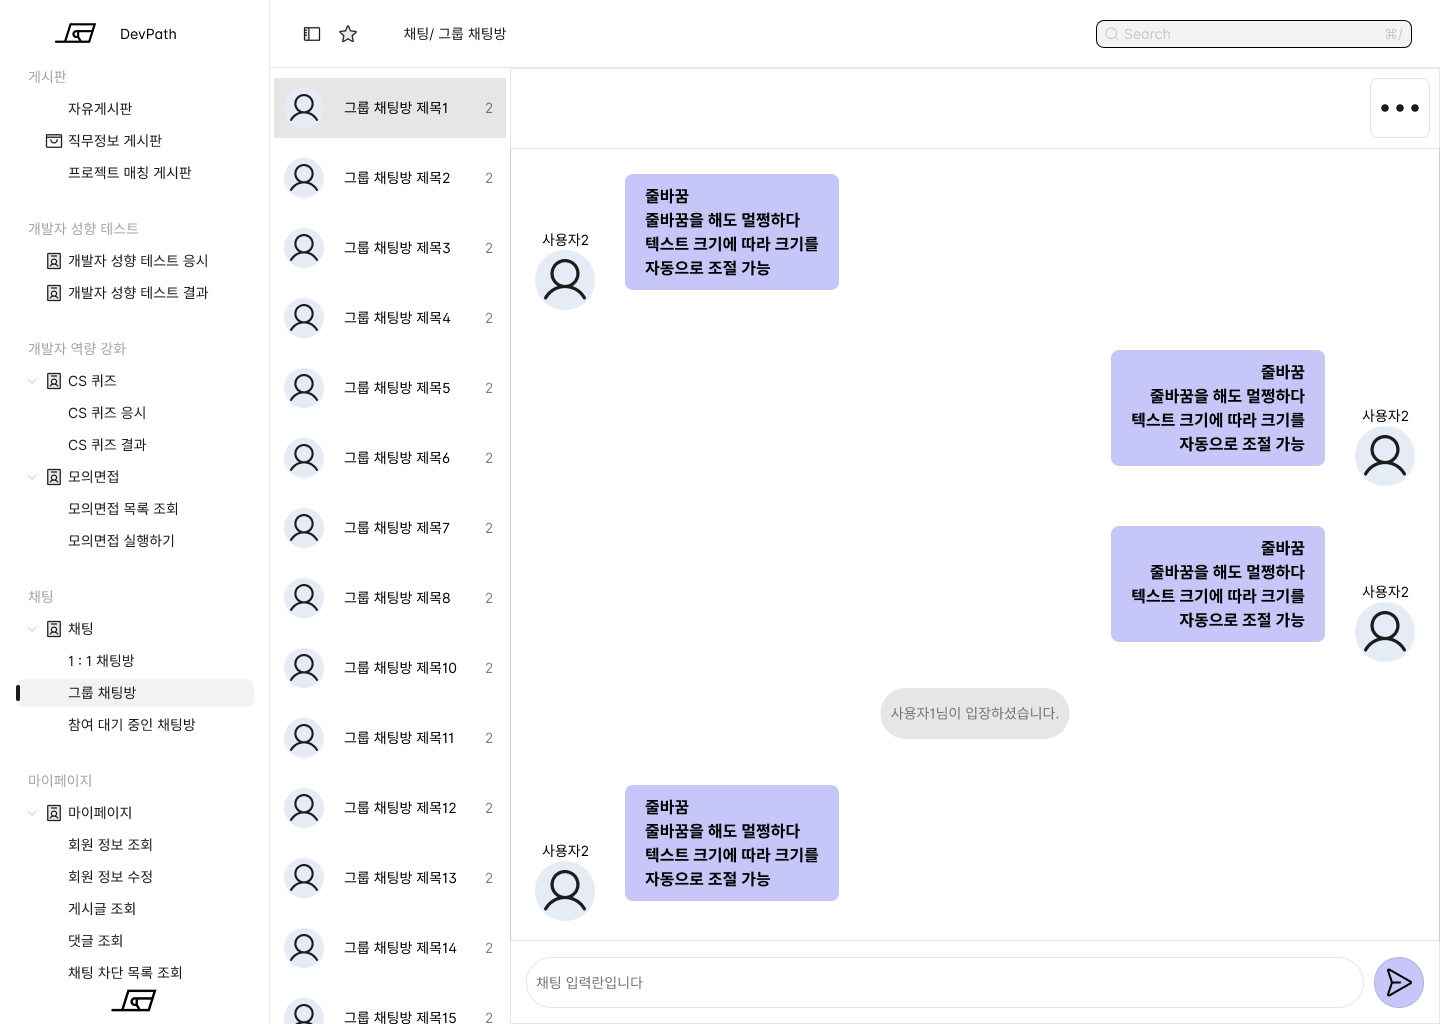 DevPath
게시판
자유게시판
직무정보 게시판
프로젝트 매칭 게시판
개발자 성향 테스트
개발자 성향 테스트 응시
개발자 성향 테스트 결과
개발자 역량 강화
CS 퀴즈
CS 퀴즈 응시
CS 퀴즈 결과
모의면접
모의면접 목록 조회
모의면접 실행하기
채팅
채팅
1 : 1 채팅방
그룹 채팅방
참여 대기 중인 채팅방
마이페이지
마이페이지
회원 정보 조회
회원 정보 수정
게시글 조회
댓글 조회
채팅 차단 목록 조회
채팅/ 그룹 채팅방
Search ⌘/
그룹 채팅방 제목1 2
그룹 채팅방 제목2 2
그룹 채팅방 제목3 2
그룹 채팅방 제목4 2
그룹 채팅방 제목5 2
그룹 채팅방 제목6 2
그룹 채팅방 제목7 2
그룹 채팅방 제목8 2
그룹 채팅방 제목10 2
그룹 채팅방 제목11 2
그룹 채팅방 제목12 2
그룹 채팅방 제목13 2
그룹 채팅방 제목14 2
그룹 채팅방 제목15 2
사용자2
줄바꿈
줄바꿈을 해도 멀쩡하다
텍스트 크기에 따라 크기를
자동으로 조절 가능
줄바꿈
줄바꿈을 해도 멀쩡하다
텍스트 크기에 따라 크기를
자동으로 조절 가능
사용자2
줄바꿈
줄바꿈을 해도 멀쩡하다
텍스트 크기에 따라 크기를
자동으로 조절 가능
사용자2
사용자1님이 입장하셨습니다.
사용자2
줄바꿈
줄바꿈을 해도 멀쩡하다
텍스트 크기에 따라 크기를
자동으로 조절 가능
채팅 입력란입니다